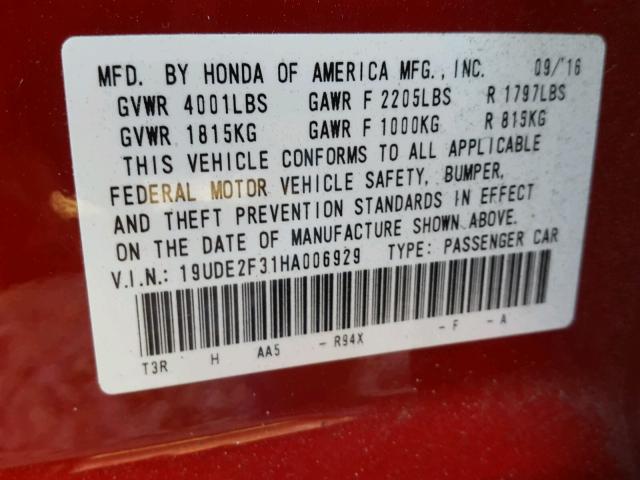 MFD. BY HONDA OF AMERICA MFG., INC. 09/'16
GVWR 4001LBS GAWR F 2205LBS R 1797LBS
GVWR 1815KG GAWR F 1000KG R 815KG
THIS VEHICLE CONFORMS TO ALL APPLICABLE
FEDERAL MOTOR VEHICLE SAFETY, BUMPER,
AND THEFT PREVENTION STANDARDS IN EFFECT
ON THE DATE OF MANUFACTURE SHOWN ABOVE.
V.I.N.: 19UDE2F31HA006929 TYPE: PASSENGER CAR
T3R H AA5 - R94X - F - A